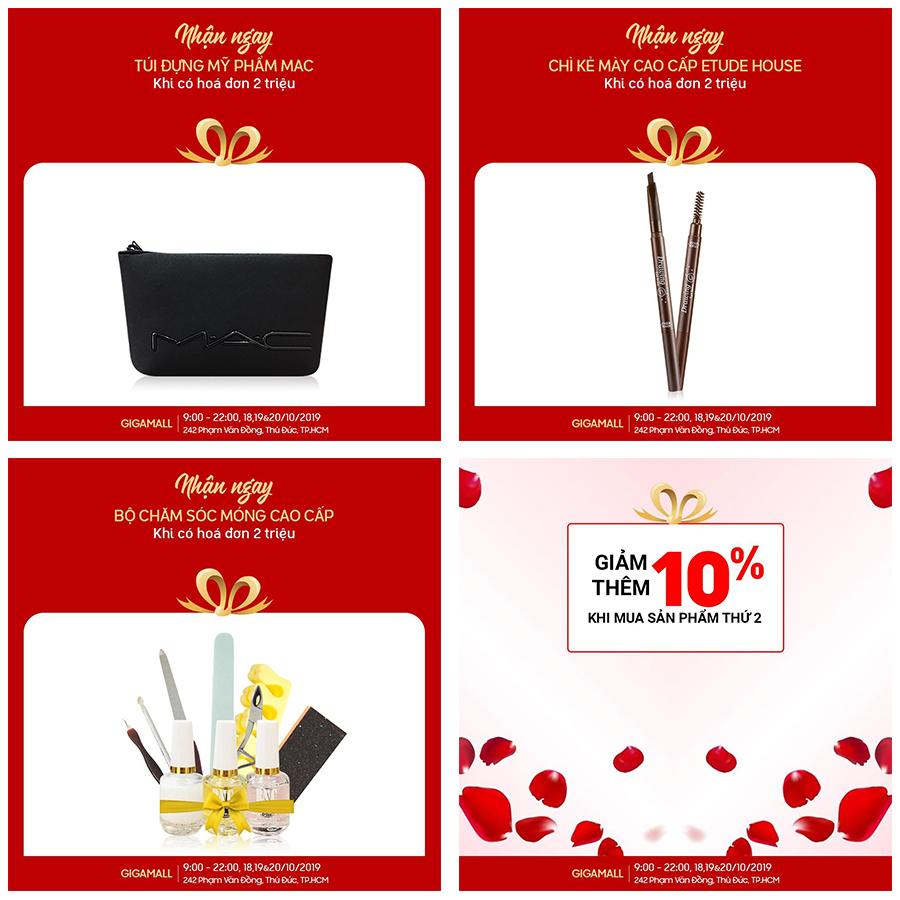 Nhận ngay
TÚI ĐỰNG MỸ PHẨM MAC
Khi có hoá đơn 2 triệu
M·A·C
GIGAMALL
9:00 - 22:00, 18,19&20/10/2019
242 Phạm Văn Đồng, Thủ Đức, TP.HCM
Nhận ngay
CHÌ KẺ MÀY CAO CẤP ETUDE HOUSE
Khi có hoá đơn 2 triệu
Drawing
Drawing
GIGAMALL
9:00 - 22:00, 18,19&20/10/2019
242 Phạm Văn Đồng, Thủ Đức, TP.HCM
Nhận ngay
BỘ CHĂM SÓC MÓNG CAO CẤP
Khi có hoá đơn 2 triệu
GIGAMALL
9:00 - 22:00, 18,19&20/10/2019
242 Phạm Văn Đồng, Thủ Đức, TP.HCM
GIẢM THÊM 10%
KHI MUA SẢN PHẨM THỨ 2
GIGAMALL
9:00 - 22:00, 18,19&20/10/2019
242 Phạm Văn Đồng, Thủ Đức, TP.HCM